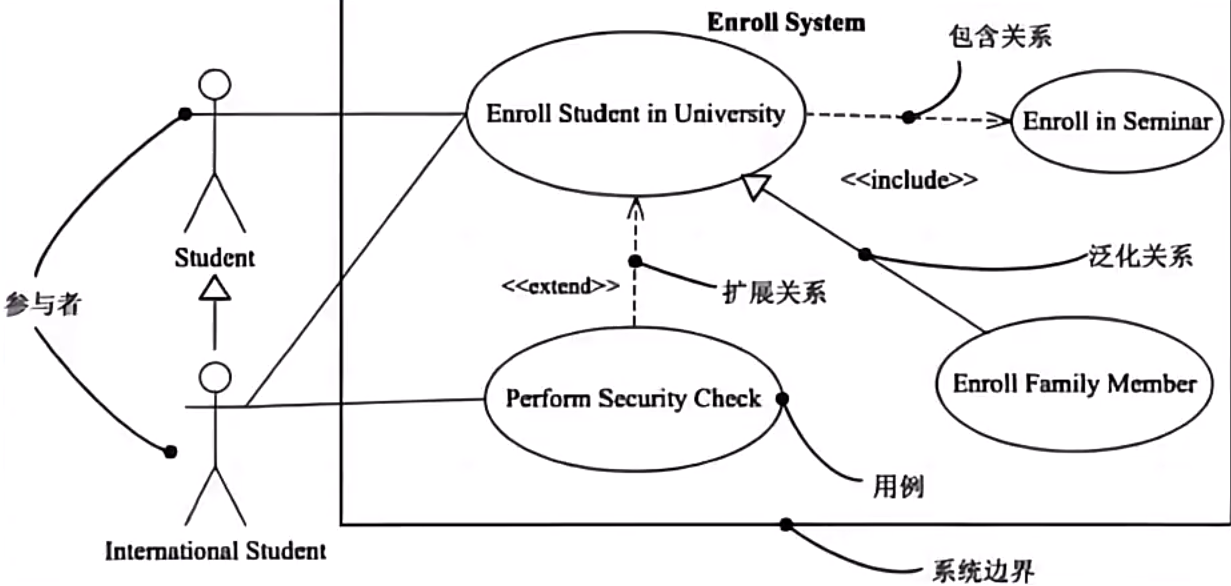 Enroll System
包含关系
Enroll Student in University
Enroll in Seminar
<<include>>
Student
泛化关系
<<extend>>
扩展关系
参与者
Perform Security Check
Enroll Family Member
用例
International Student
系统边界